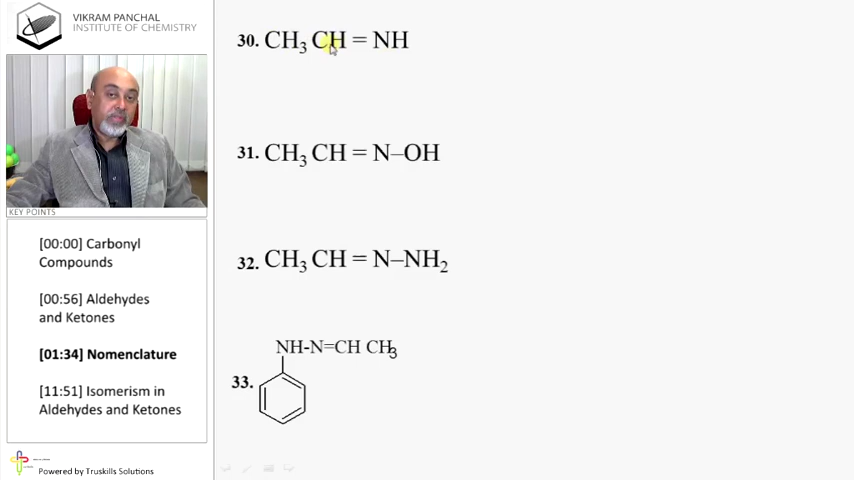 VIKRAM PANCHAL
INSTITUTE OF CHEMISTRY
KEY POINTS
[00:00] Carbonyl
Compounds
[00:56] Aldehydes
and Ketones
[01:34] Nomenclature
[11:51] Isomerism in
Aldehydes and Ketones
Powered by Truskills Solutions
30. CH₃ CH = NH
31. CH₃ CH = N–OH
32. CH₃ CH = N–NH₂
NH-N=CH CH₃
33.